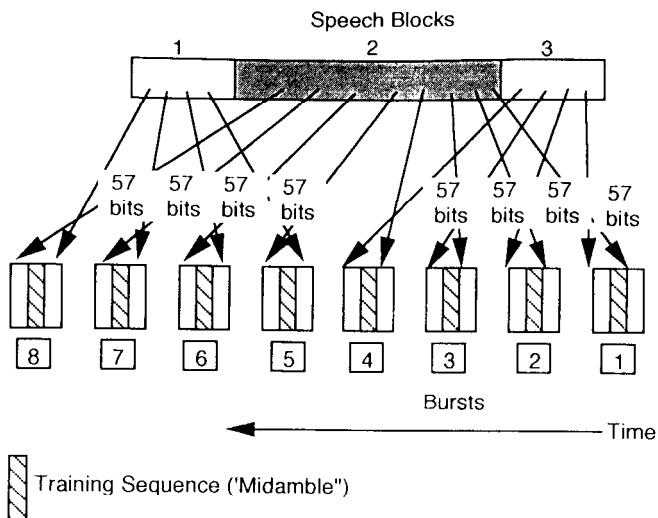 Speech Blocks
1 2 3
57 bits 57 bits 57 bits 57 bits 57 bits 57 bits 57 bits 57 bits
8 7 6 5 4 3 2 1
Bursts
Time
Training Sequence ('Midamble")